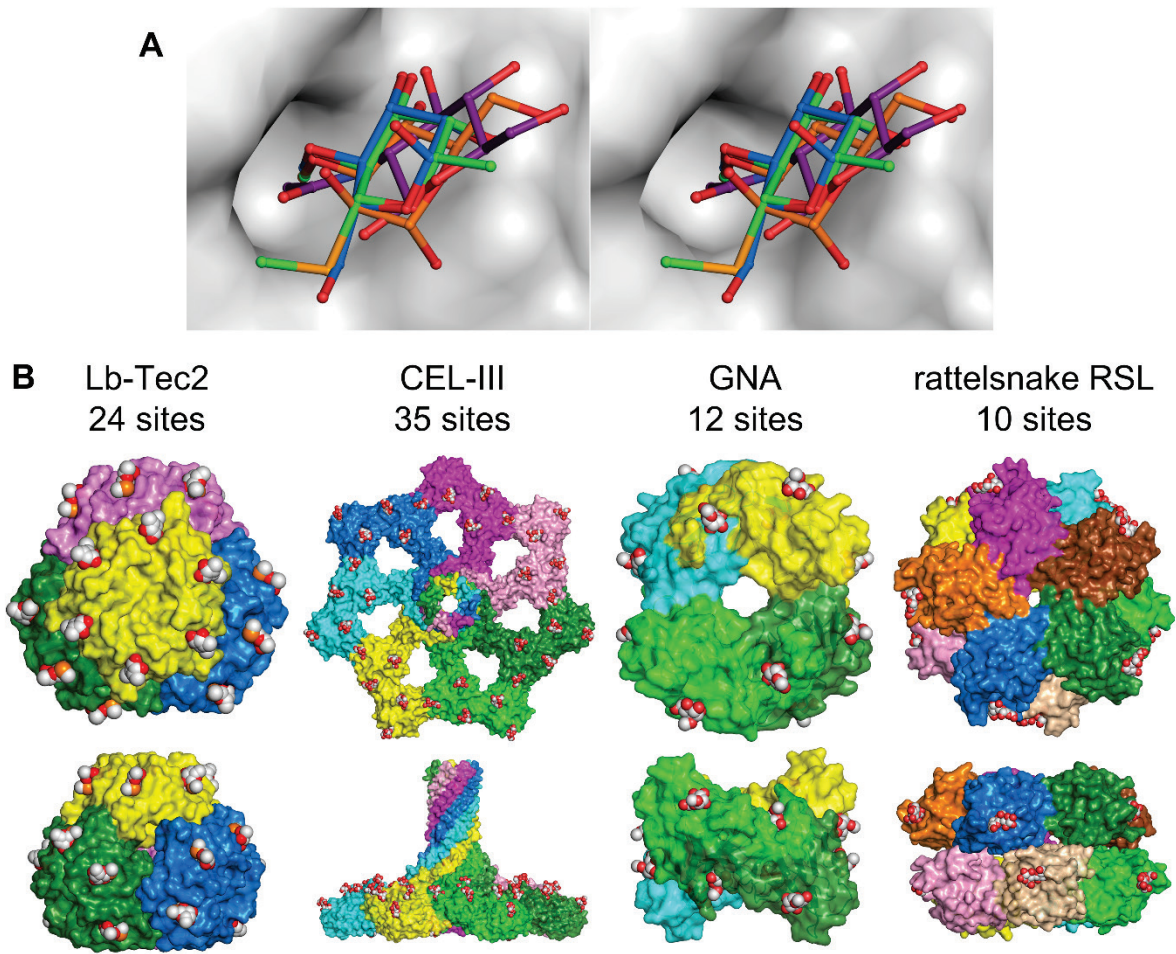 A
B
Lb-Tec2
24 sites
CEL-III
35 sites
GNA
12 sites
rattelsnake RSL
10 sites